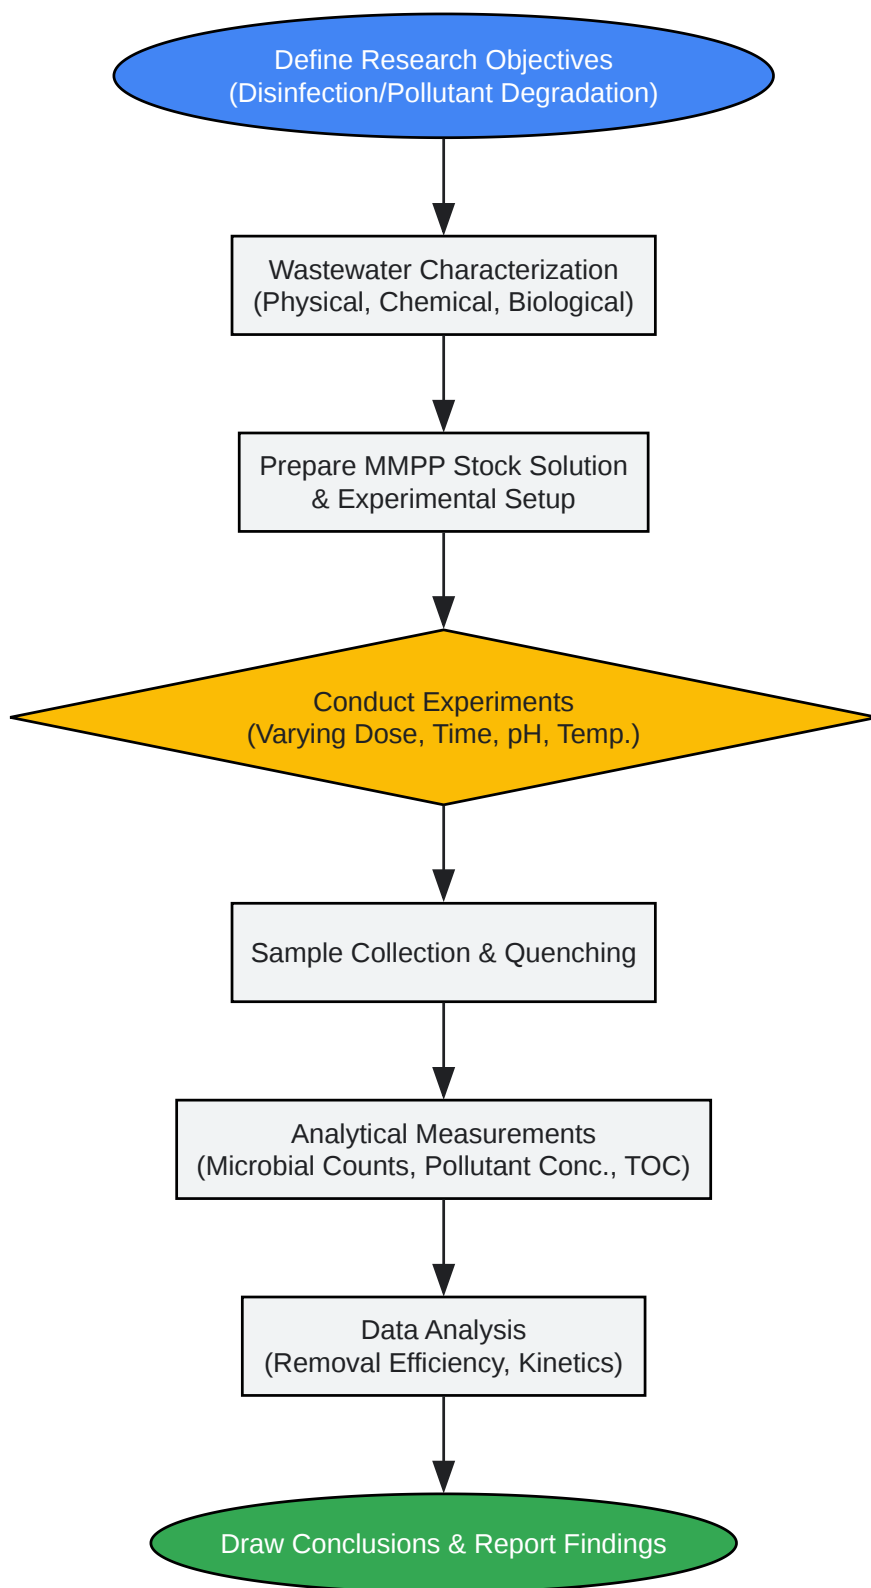 Define Research Objectives
(Disinfection/Pollutant Degradation)
Wastewater Characterization
(Physical, Chemical, Biological)
Prepare MMPP Stock Solution
& Experimental Setup
Conduct Experiments
(Varying Dose, Time, pH, Temp.)
Sample Collection & Quenching
Analytical Measurements
(Microbial Counts, Pollutant Conc., TOC)
Data Analysis
(Removal Efficiency, Kinetics)
Draw Conclusions & Report Findings